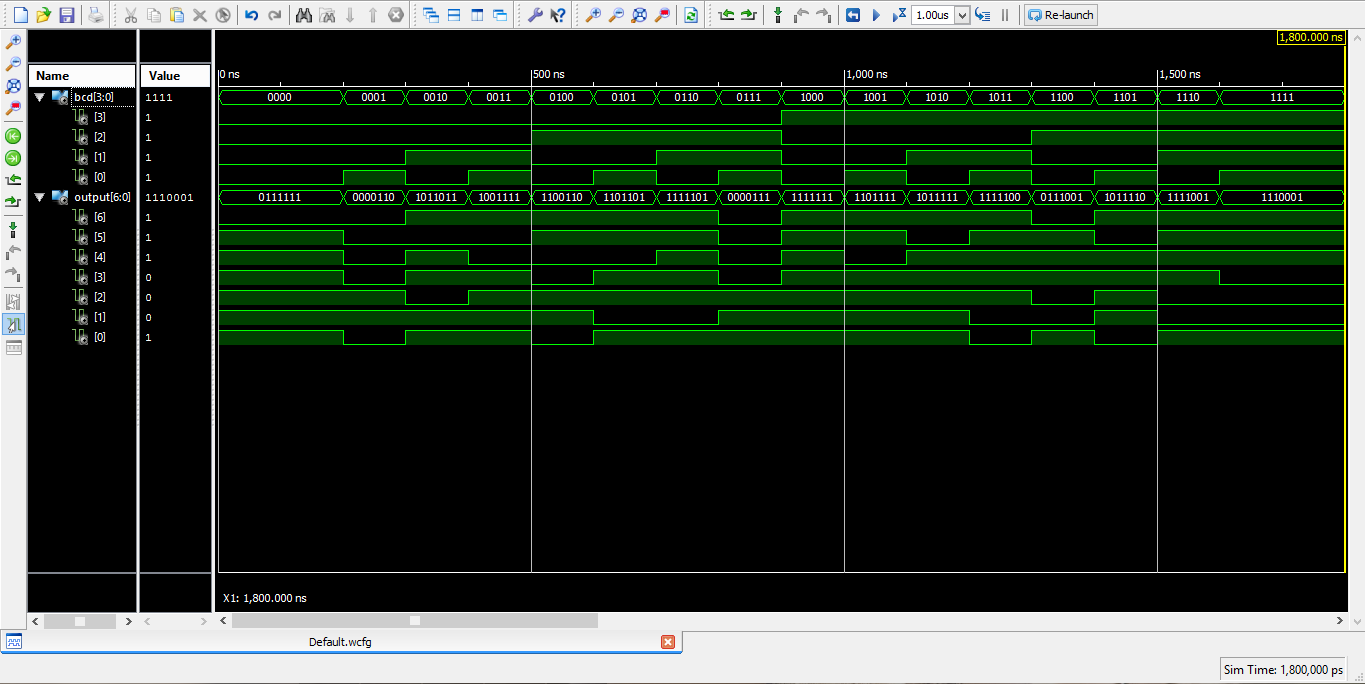 1.00us Re-launch
1,800.000 ns
Name Value 0 ns 500 ns 1,000 ns 1,500 ns
bcd[3:0] 1111 0000 0001 0010 0011 0100 0101 0110 0111 1000 1001 1010 1011 1100 1101 1110 1111
[3] 1
[2] 1
[1] 1
[0] 1
output[6:0] 1110001 0111111 0000110 1011011 1001111 1100110 1101101 1111101 0000111 1111111 1101111 1011111 1111100 0111001 1011110 1111001 1110001
[6] 1
[5] 1
[4] 1
[3] 0
[2] 0
[1] 0
[0] 1
X1: 1,800.000 ns
Default.wcfg
Sim Time: 1,800,000 ps